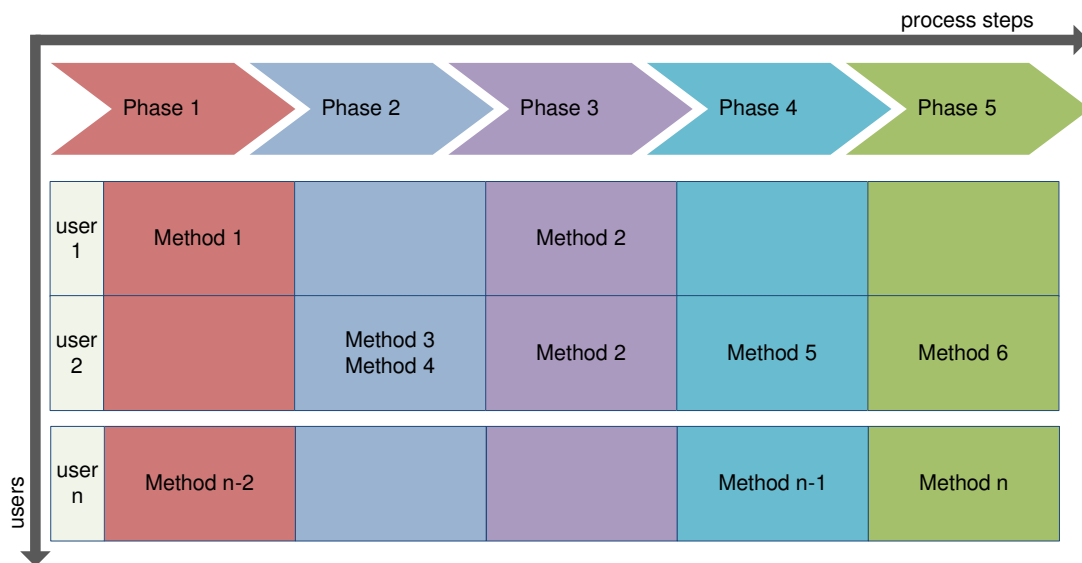 process steps
Phase 1
Phase 2
Phase 3
Phase 4
Phase 5
user
1
Method 1
Method 2
user
2
Method 3
Method 4
Method 2
Method 5
Method 6
user
n
Method n-2
Method n-1
Method n
users